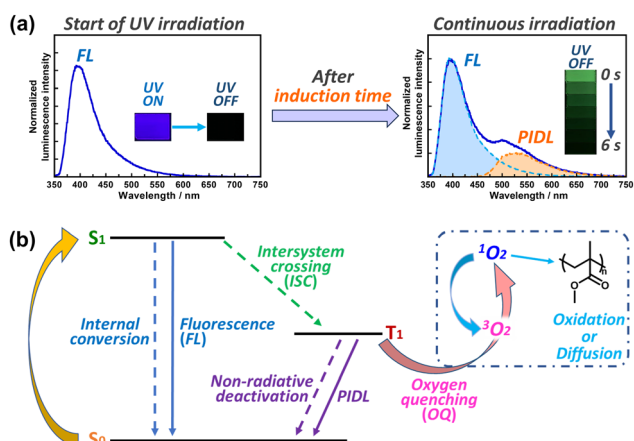 (a)
Start of UV irradiation
Continuous irradiation
Normalized
luminescence intensity
FL
UV
ON
UV
OFF
350 400 450 500 550 600 650 700 750
Wavelength / nm
After
induction time
Normalized
luminescence intensity
FL
PIDL
UV
OFF
0 s
6 s
350 400 450 500 550 600 650 700 750
Wavelength / nm
(b)
S1
Intersystem
crossing
(ISC)
Internal
conversion
Fluorescence
(FL)
T1
Non-radiative
deactivation
PIDL
Oxygen
quenching
(OQ)
1O2
3O2
n
O
O
Oxidation
or
Diffusion
S0